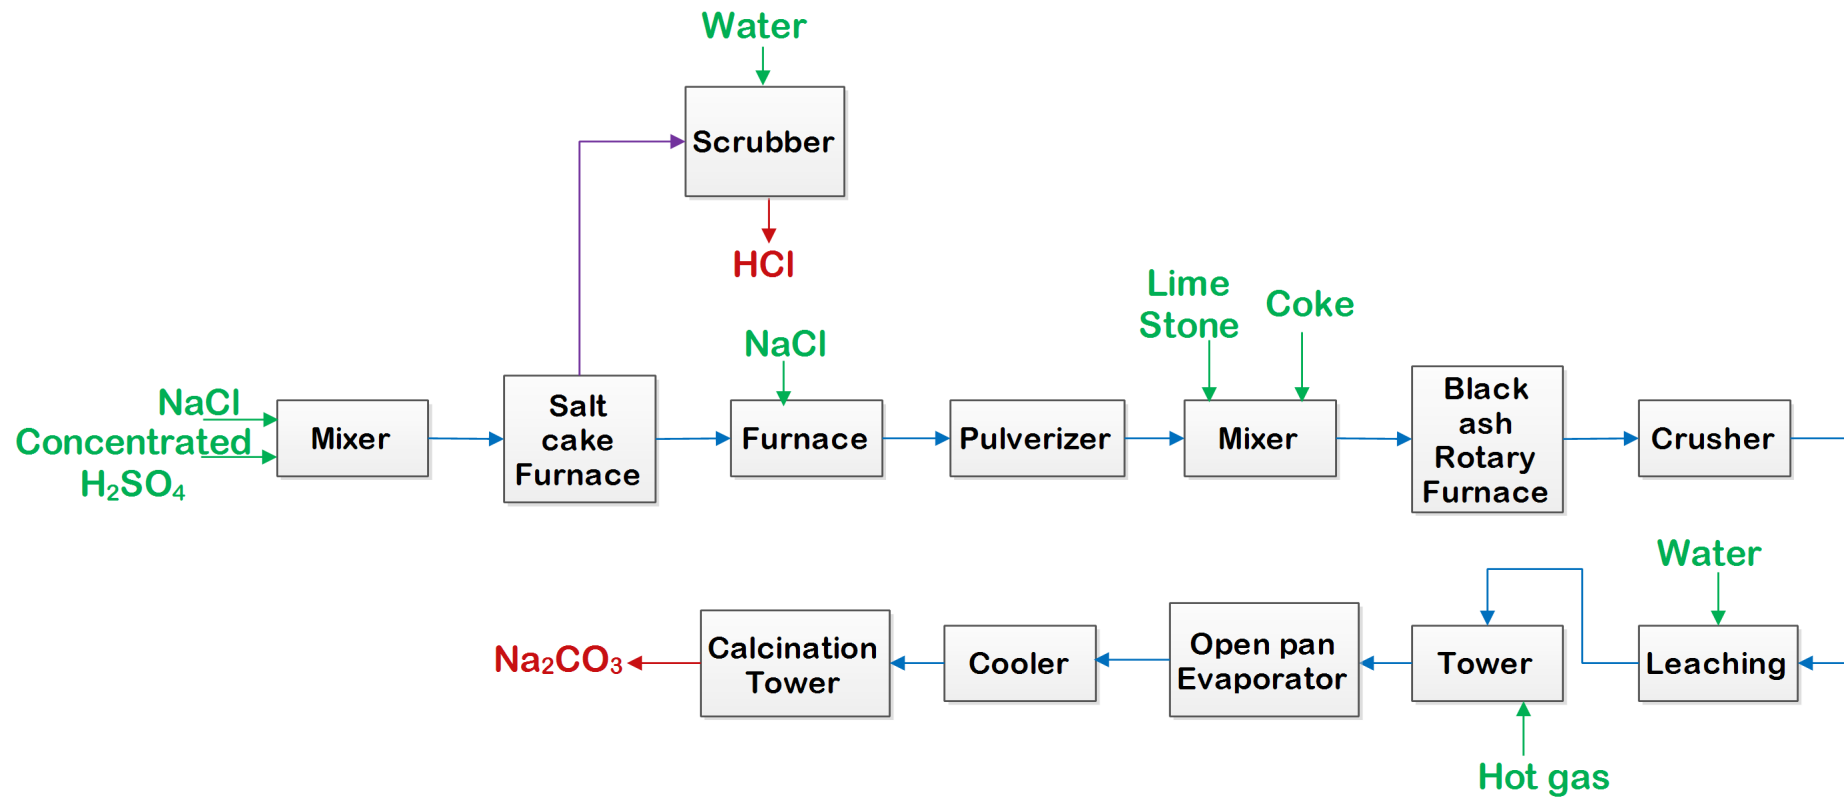 Water
Scrubber
HCl
NaCl
Concentrated
H₂SO₄
Mixer
Salt
cake
Furnace
NaCl
Furnace
Pulverizer
Lime
Stone
Coke
Mixer
Black
ash
Rotary
Furnace
Crusher
Water
Leaching
Tower
Hot gas
Open pan
Evaporator
Cooler
Calcination
Tower
Na₂CO₃